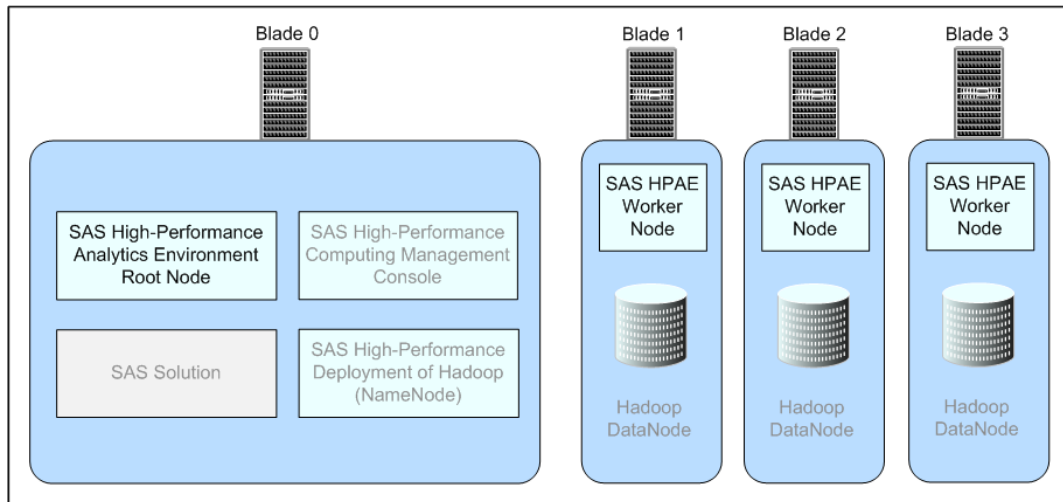 Blade 0
SAS High-Performance
Analytics Environment
Root Node
SAS High-Performance
Computing Management
Console
SAS Solution
SAS High-Performance
Deployment of Hadoop
(NameNode)
Blade 1
SAS HPAE
Worker
Node
Hadoop
DataNode
Blade 2
SAS HPAE
Worker
Node
Hadoop
DataNode
Blade 3
SAS HPAE
Worker
Node
Hadoop
DataNode